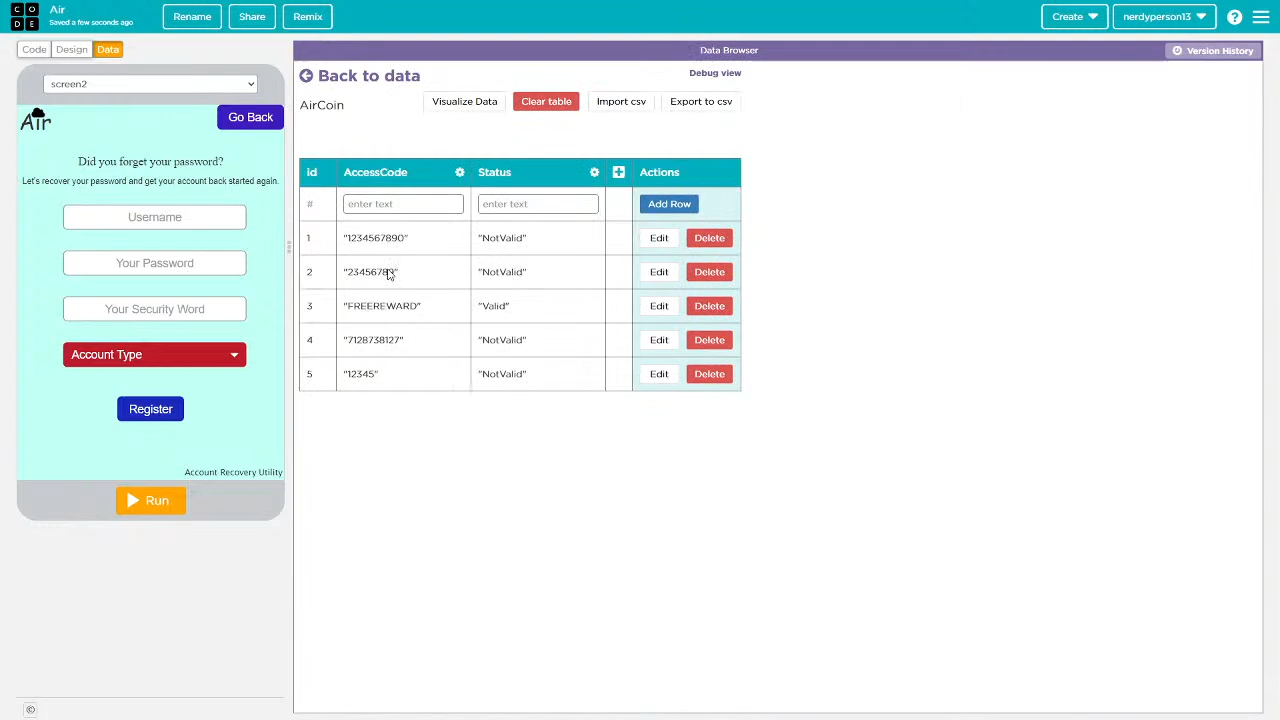 CODE
Air
Saved a few seconds ago
Rename
Share
Remix
Create
nerdyperson13
?
Code
Design
Data
Data Browser
Version History
screen2
Back to data
Debug view
AirCoin
Visualize Data
Clear table
Import csv
Export to csv
Air
Go Back
Did you forget your password?
Let's recover your password and get your account back started again.
Username
Your Password
Your Security Word
Account Type
Register
Account Recovery Utility
Run
id AccessCode Status Actions
# enter text enter text Add Row
1 "1234567890" "NotValid" Edit Delete
2 "NotValid" Edit Delete
3 "FREEREWARD" "Valid" Edit Delete
4 "7128738127" "NotValid" Edit Delete
5 "12345" "NotValid" Edit Delete
©